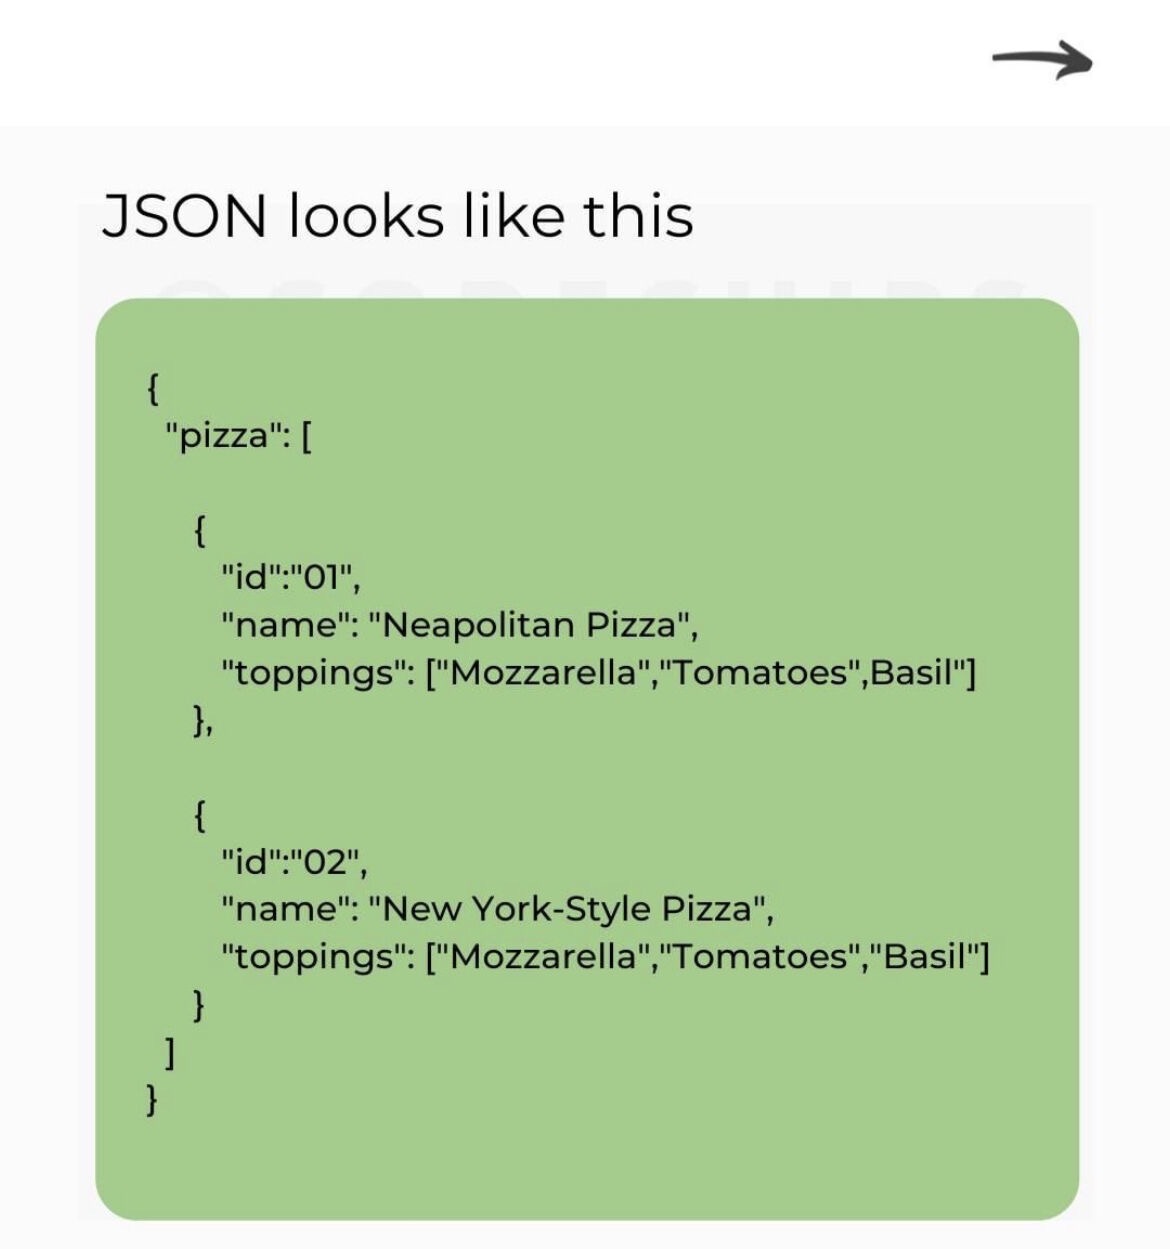 JSON looks like this
{
"pizza": [
{
"id":"01",
"name": "Neapolitan Pizza",
"toppings": ["Mozzarella","Tomatoes",Basil"]
},
{
"id":"02",
"name": "New York-Style Pizza",
"toppings": ["Mozzarella","Tomatoes","Basil"]
}
]
}